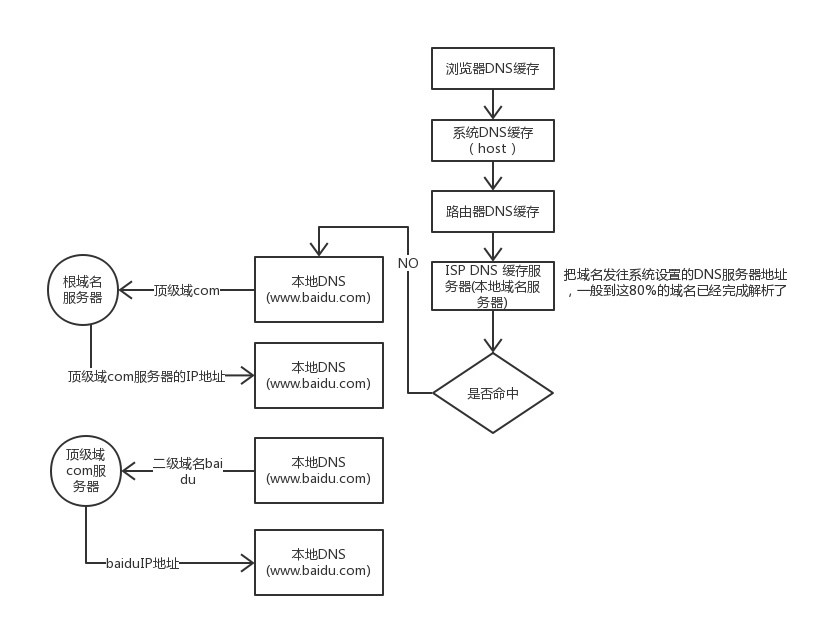 浏览器DNS缓存
系统DNS缓存
（host）
路由器DNS缓存
ISP DNS 缓存服
务器(本地域名服
务器)
把域名发往系统设置的DNS服务器地址
，一般到这80%的域名已经完成解析了
是否命中
NO
本地DNS
(www.baidu.com)
顶级域com
根域名
服务器
顶级域com服务器的IP地址
本地DNS
(www.baidu.com)
顶级域
com服
务器
二级域名bai
du
本地DNS
(www.baidu.com)
baiduIP地址
本地DNS
(www.baidu.com)